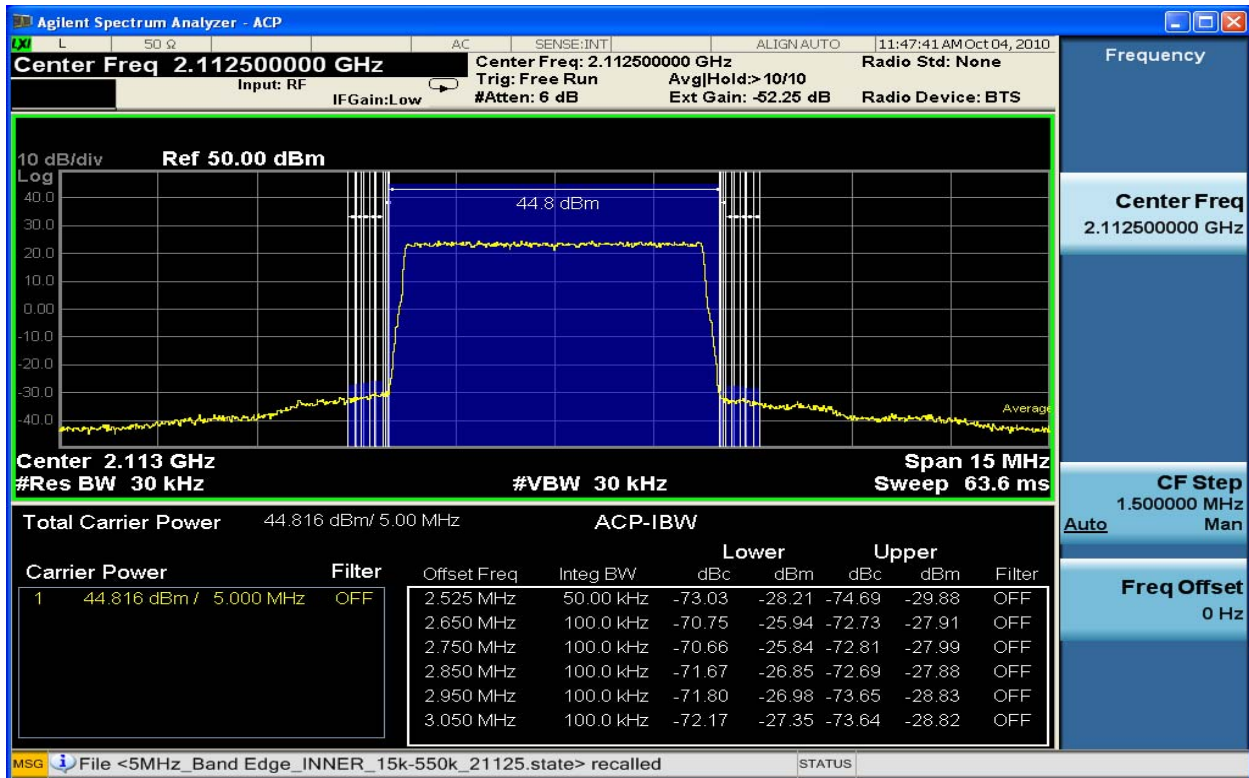 Agilent Spectrum Analyzer - ACP
LXI L 50 Ω AC SENSE:INT ALIGN AUTO 11:47:41 AM Oct 04, 2010
Center Freq 2.112500000 GHz
Input: RF
IFGain:Low
Center Freq: 2.112500000 GHz
Trig: Free Run
#Atten: 6 dB
Avg|Hold:> 10/10
Ext Gain: -52.25 dB
Radio Std: None
Radio Device: BTS
10 dB/div Ref 50.00 dBm
Log
40.0
30.0
20.0
10.0
0.00
-10.0
-20.0
-30.0
-40.0
44.8 dBm
Average
Center 2.113 GHz Span 15 MHz
#Res BW 30 kHz #VBW 30 kHz Sweep 63.6 ms
Total Carrier Power 44.816 dBm/ 5.00 MHz ACP-IBW
Lower Upper
Carrier Power Filter Offset Freq Integ BW dBc dBm dBc dBm Filter
1 44.816 dBm / 5.000 MHz OFF 2.525 MHz 50.00 kHz -73.03 -28.21 -74.69 -29.88 OFF
2.650 MHz 100.0 kHz -70.75 -25.94 -72.73 -27.91 OFF
2.750 MHz 100.0 kHz -70.66 -25.84 -72.81 -27.99 OFF
2.850 MHz 100.0 kHz -71.67 -26.85 -72.69 -27.88 OFF
2.950 MHz 100.0 kHz -71.80 -26.98 -73.65 -28.83 OFF
3.050 MHz 100.0 kHz -72.17 -27.35 -73.64 -28.82 OFF
MSG File <5MHz_Band Edge_INNER_15k-550k_21125.state> recalled STATUS
Frequency
Center Freq
2.112500000 GHz
CF Step
1.500000 MHz
Auto Man
Freq Offset
0 Hz